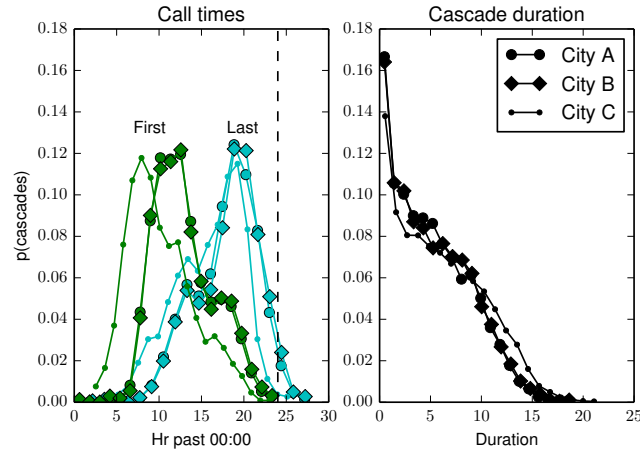 Call times
Cascade duration
0.18
0.16
0.14
0.12
0.10
0.08
0.06
0.04
0.02
0.00
p(cascades)
First
Last
0 5 10 15 20 25 30
Hr past 00:00
0.18
0.16
0.14
0.12
0.10
0.08
0.06
0.04
0.02
0.00
City A
City B
City C
0 5 10 15 20 25
Duration